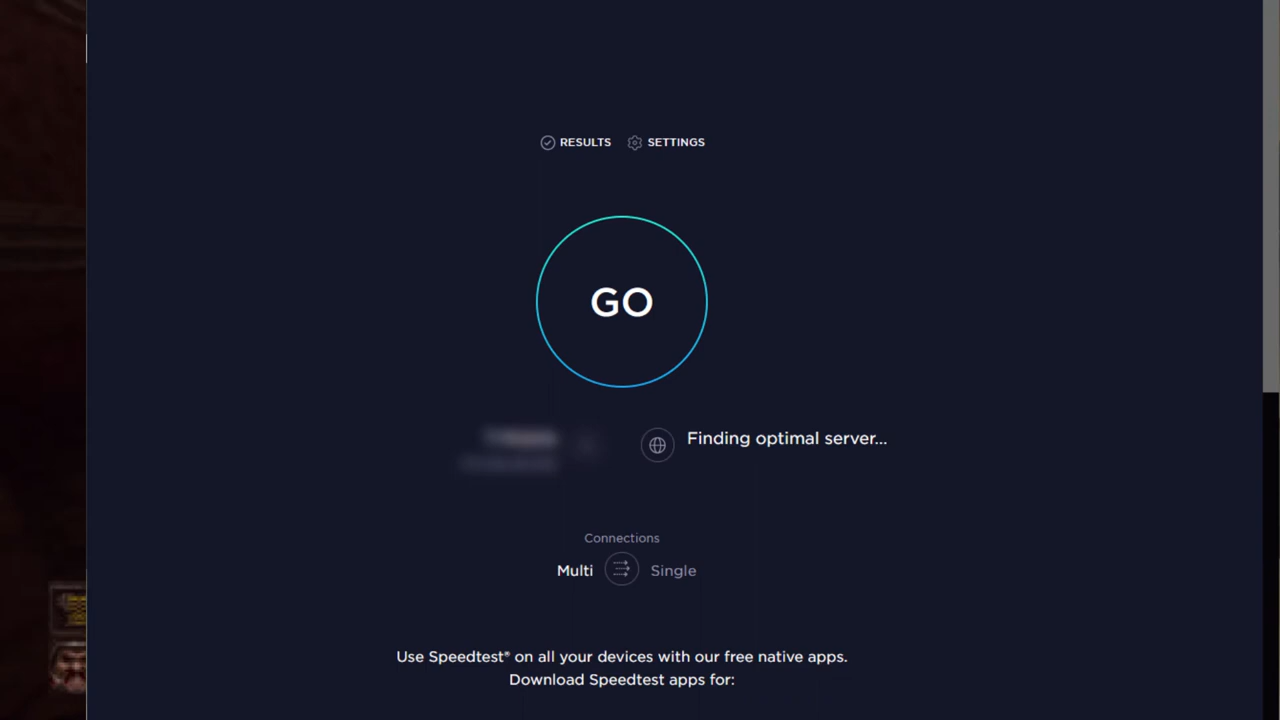 RESULTS SETTINGS
GO
Finding optimal server...
Connections
Multi Single
Use Speedtest® on all your devices with our free native apps.
Download Speedtest apps for: